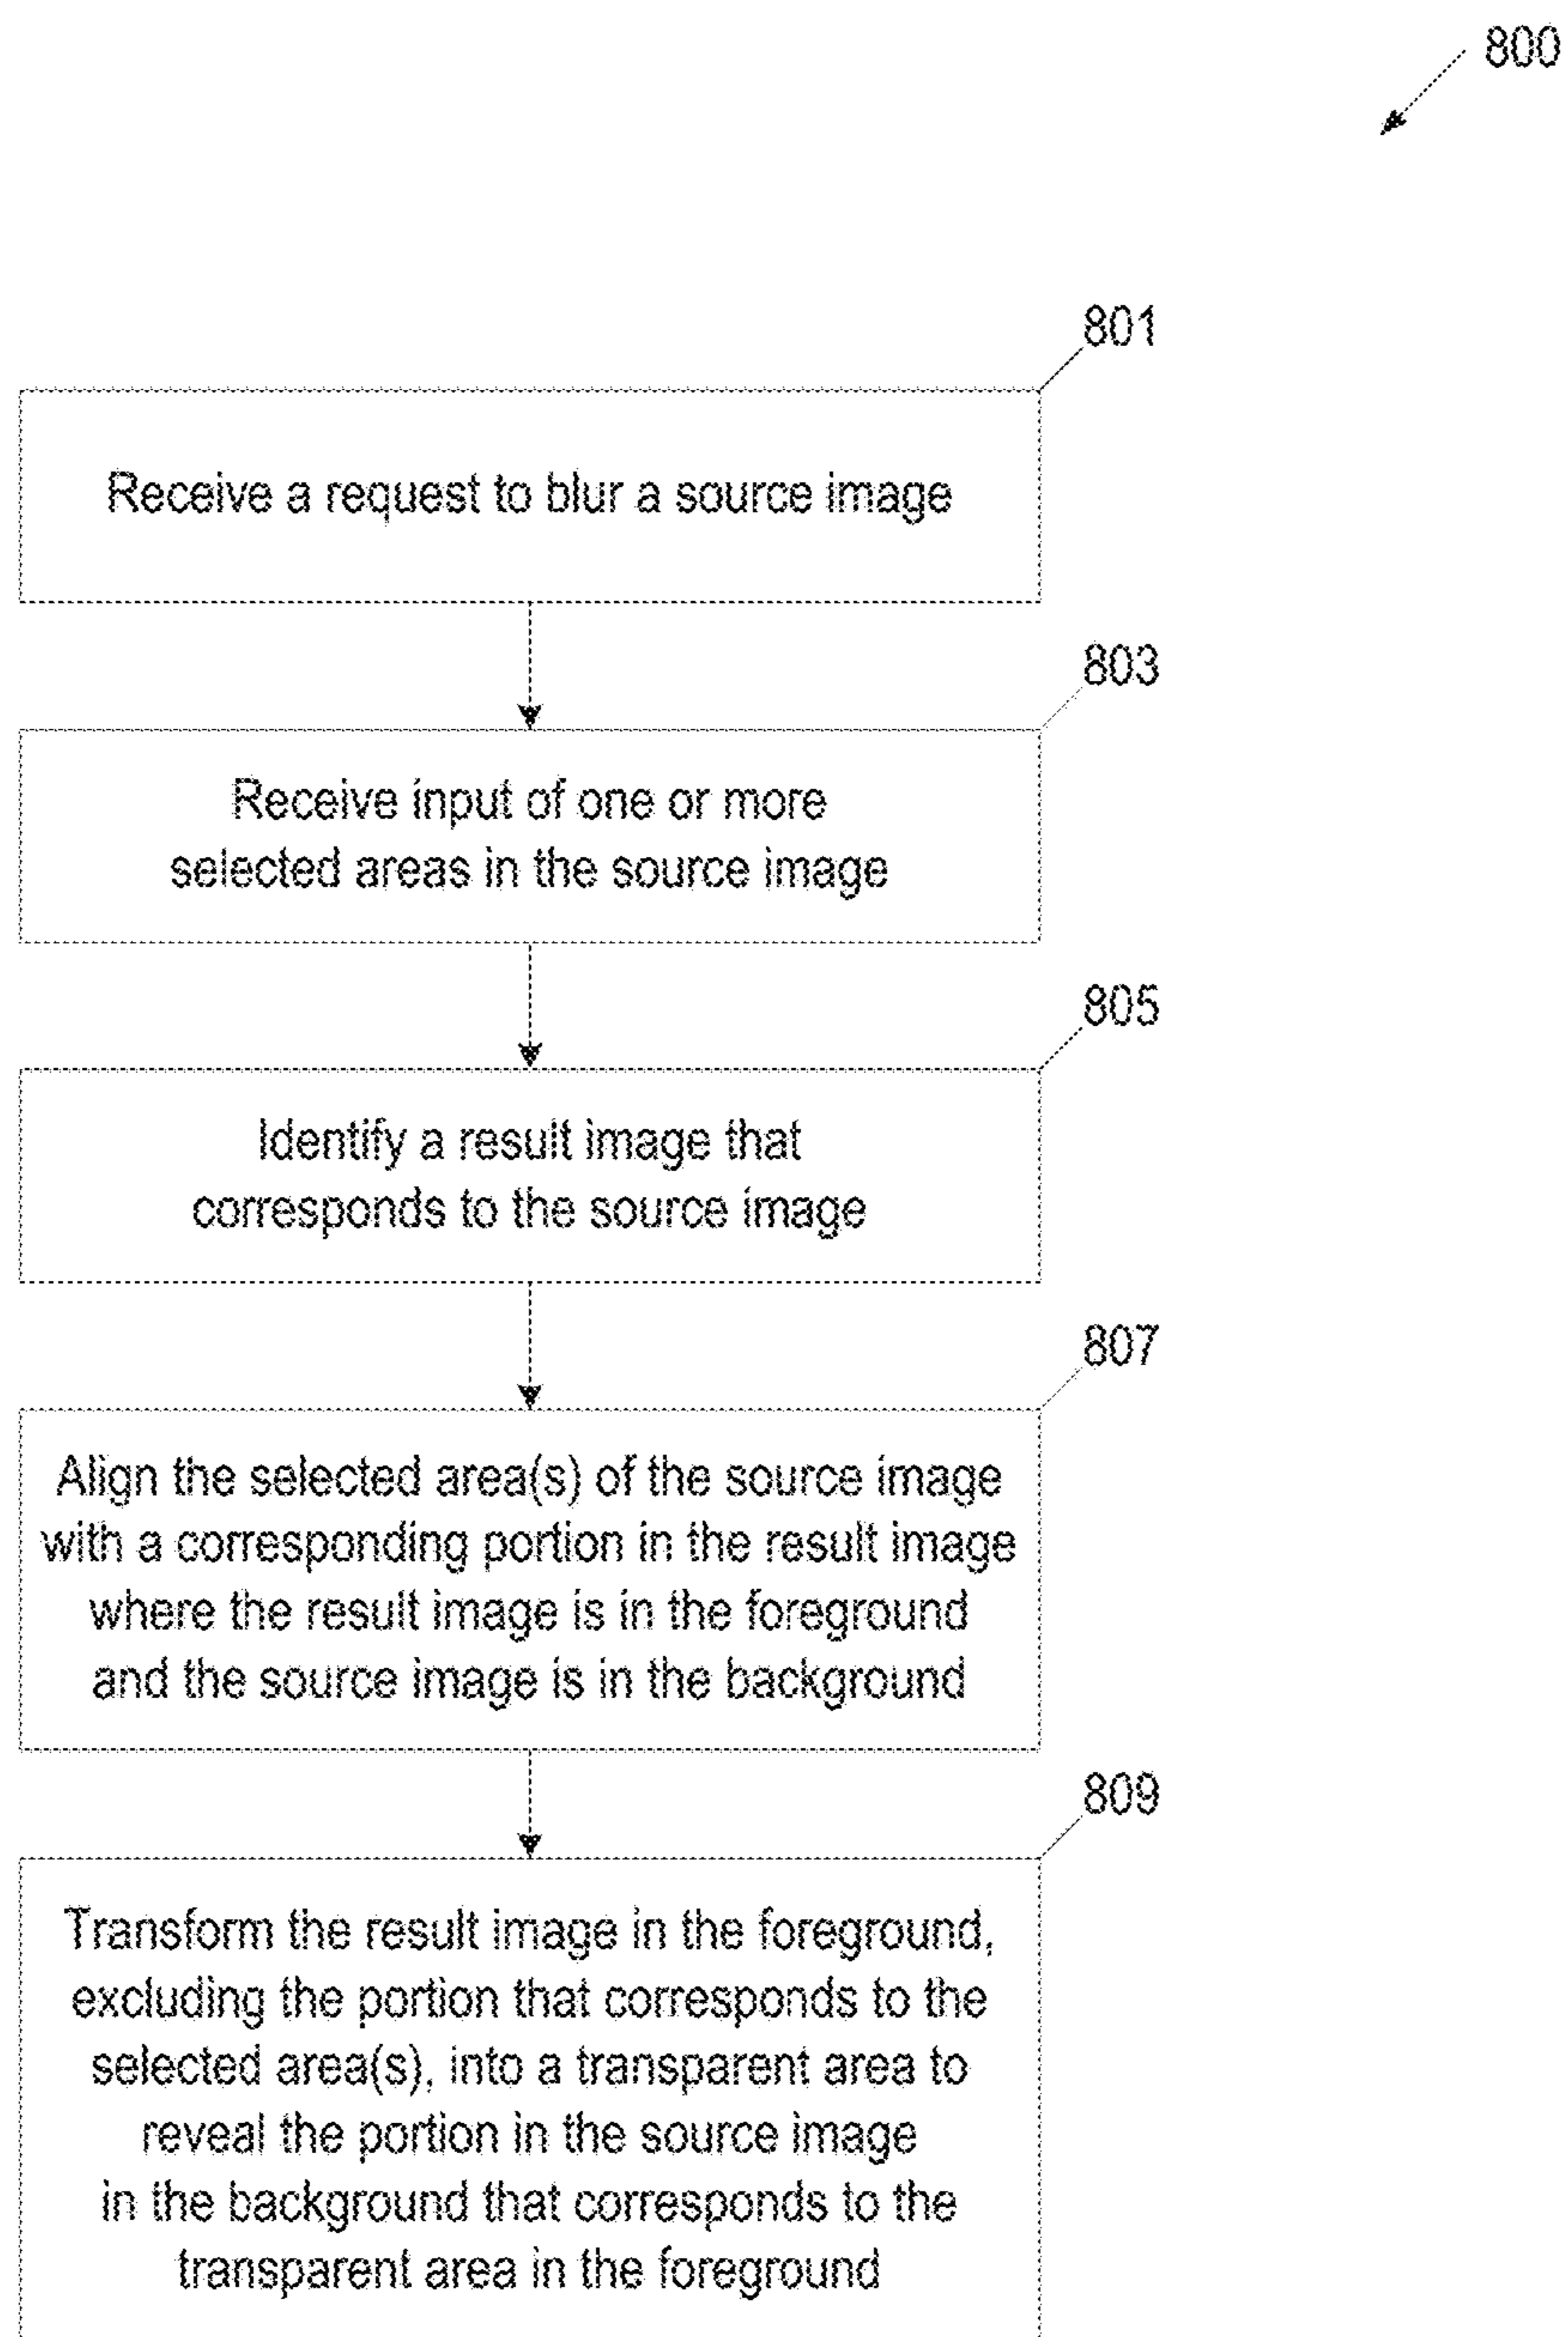 800
801
Receive a request to blur a source image
803
Receive input of one or more
selected areas in the source image
805
Identify a result image that
corresponds to the source image
807
Align the selected area(s) of the source image
with a corresponding portion in the result image
where the result image is in the foreground
and the source image is in the background
809
Transform the result image in the foreground,
excluding the portion that corresponds to the
selected area(s), into a transparent area to
reveal the portion in the source image
in the background that corresponds to the
transparent area in the foreground